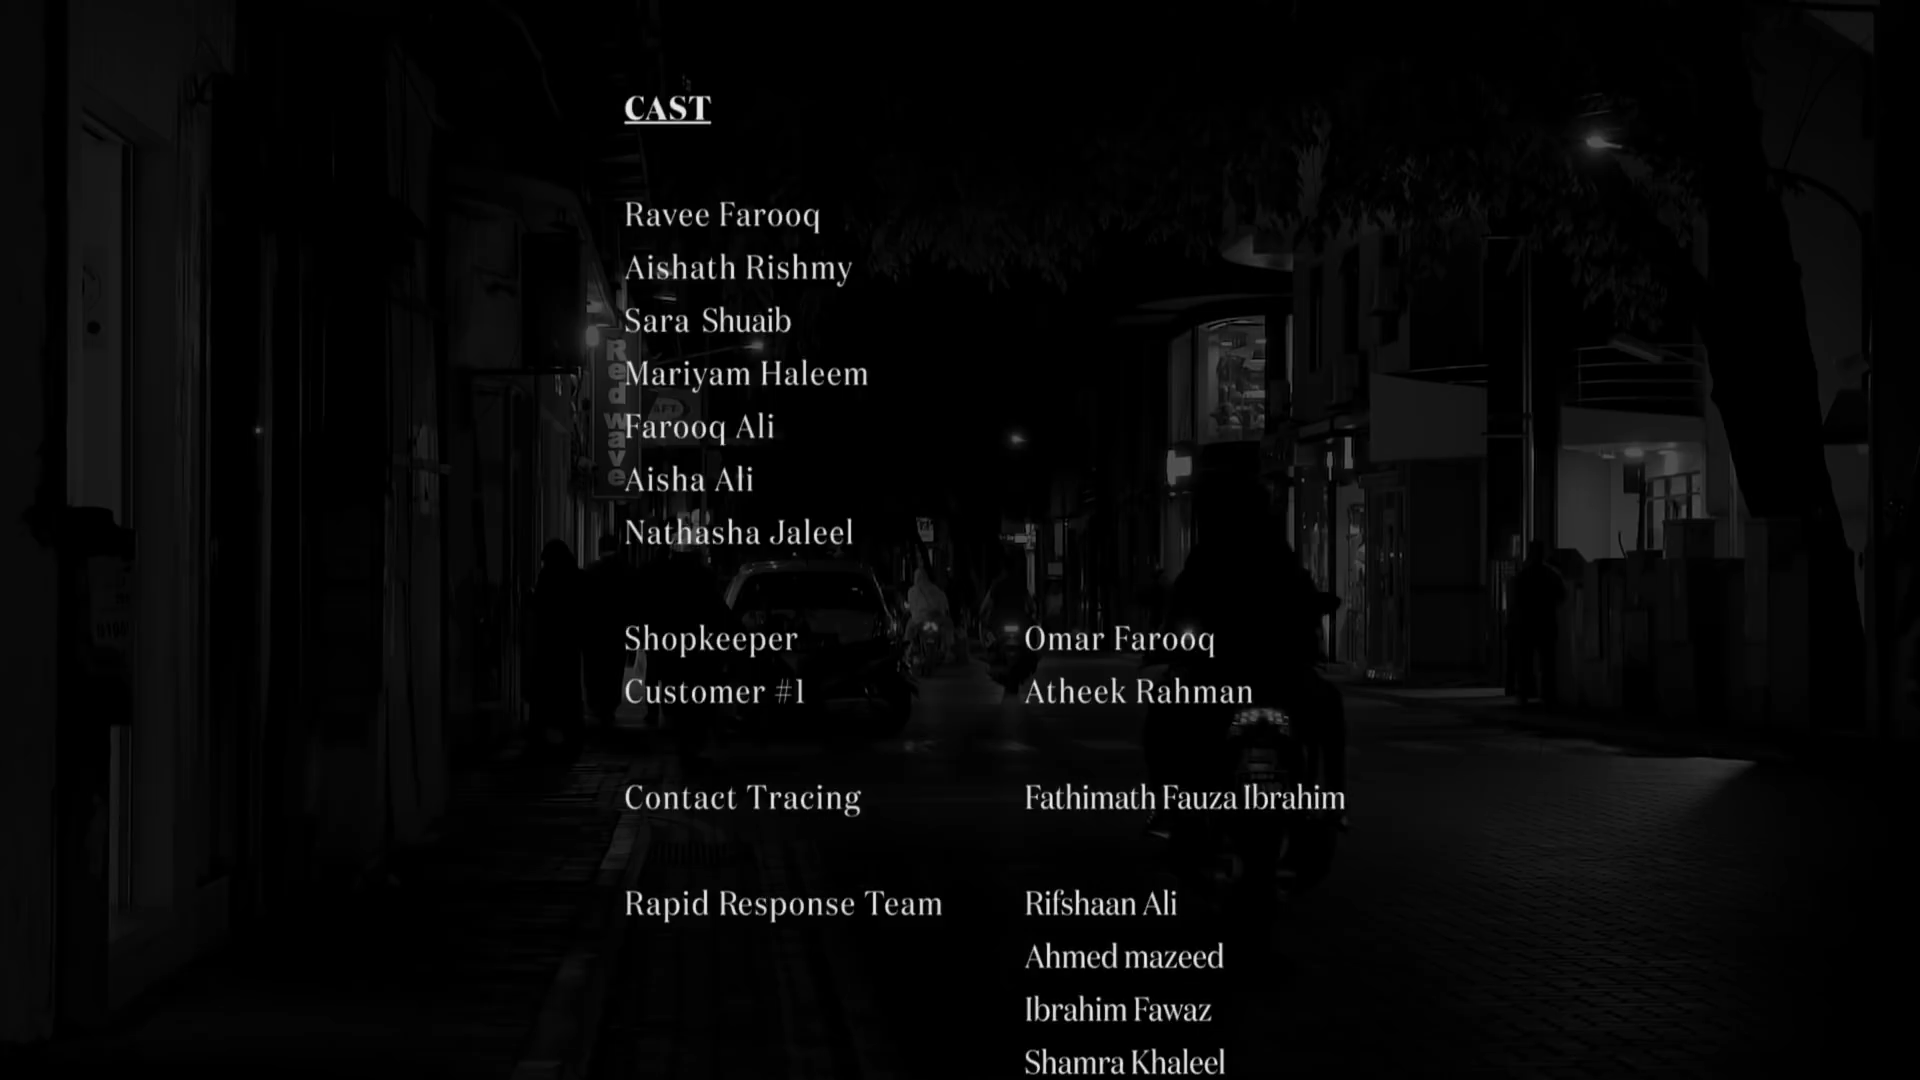 CAST
Ravee Farooq
Aishath Rishmy
Sara Shuaib
Mariyam Haleem
Farooq Ali
Aisha Ali
Nathasha Jaleel
Shopkeeper Omar Farooq
Customer #1 Atheek Rahman
Contact Tracing Fathimath Fauza Ibrahim
Rapid Response Team Rifshaan Ali
Ahmed mazeed
Ibrahim Fawaz
Shamra Khaleel
Red wave